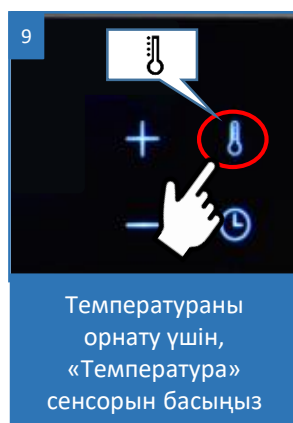 9
Температураны
орнату үшін,
«Температура»
сенсорын басыңыз